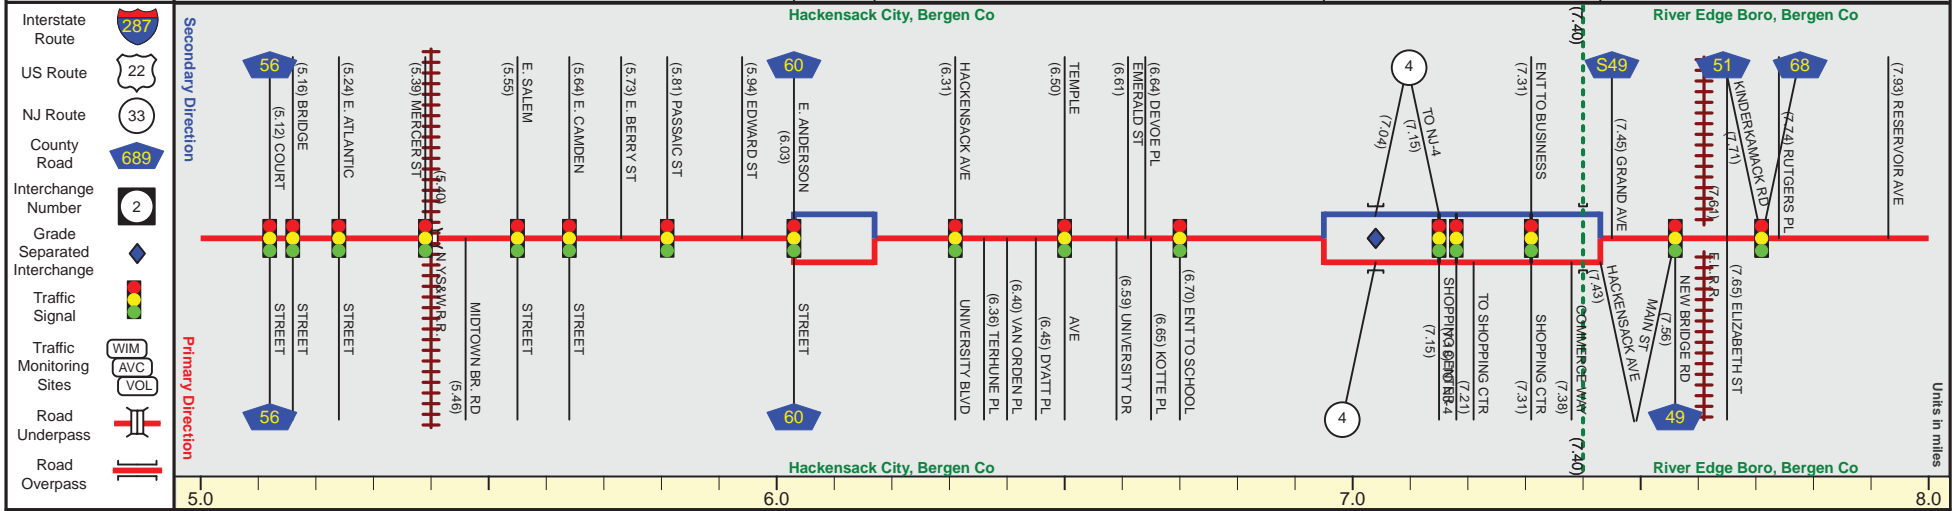 Interstate
Route
287
US Route
22
NJ Route
33
County
Road
689
Interchange
Number
2
Grade
Separated
Interchange
Traffic
Signal
Traffic
Monitoring
Sites
WIM
AVC
VOL
Road
Underpass
Road
Overpass
Secondary Direction
Primary Direction
Hackensack City, Bergen Co
(7.40)
River Edge Boro, Bergen Co
56
(5.12) COURT
STREET
56
(5.16) BRIDGE
STREET
(5.24) E. ATLANTIC
STREET
(5.39) MERCER ST
(5.40)
N.Y.S&W R.R.
MIDTOWN BR. RD
(5.46)
E. SALEM
(5.55)
STREET
(5.64) E. CAMDEN
STREET
(5.73) E. BERRY ST
(5.81) PASSAIC ST
(5.94) EDWARD ST
60
E. ANDERSON
(6.03)
STREET
60
HACKENSACK AVE
(6.31)
UNIVERSITY BLVD
(6.36) TERHUNE PL
(6.40) VAN ORDEN PL
(6.45) DYATT PL
TEMPLE
(6.50)
AVE
(6.59) UNIVERSITY DR
EMERALD ST
(6.61)
(6.64) DEVOE PL
(6.65) KOTTE PL
(6.70) ENT TO SCHOOL
4
(7.04)
4
TO NJ-4
(7.15)
SHOPPING CENTER
(7.15)
TO SHOPPING CTR
(7.21)
ENT TO BUSINESS
(7.31)
SHOPPING CTR
(7.31)
COMMERCE WAY
(7.38)
HACKENSACK AVE
(7.43)
S49
(7.45) GRAND AVE
MAIN ST
(7.56)
NEW BRIDGE RD
49
(7.61)
E.L.R.R.
(7.65) ELIZABETH ST
51
KINDERKAMACK RD
(7.71)
68
(7.74) RUTGERS PL
(7.93) RESERVOIR AVE
Units in miles
Hackensack City, Bergen Co
(7.40)
River Edge Boro, Bergen Co
5.0
6.0
7.0
8.0